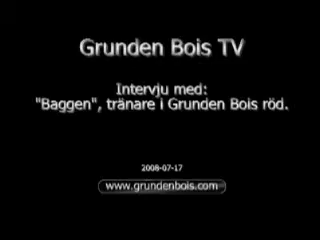 Grunden Bois TV
Intervju med:
"Baggen", tränare i Grunden Bois röd.
2008-07-17
www.grundenbois.com